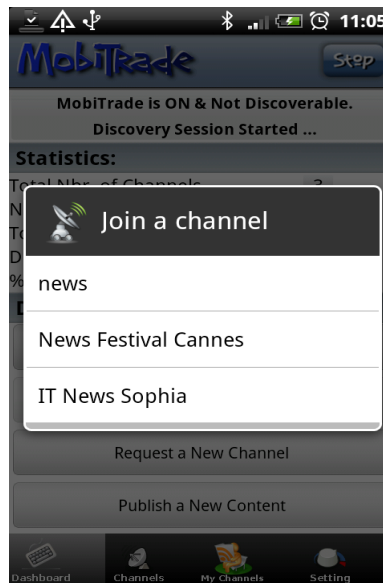 11:05
MobiTrade
Stop
MobiTrade is ON & Not Discoverable.
Discovery Session Started ...
Statistics:
Total Nbr. of Channels 3
Join a channel
news
News Festival Cannes
IT News Sophia
Request a New Channel
Publish a New Content
Dashboard Channels My Channels Setting